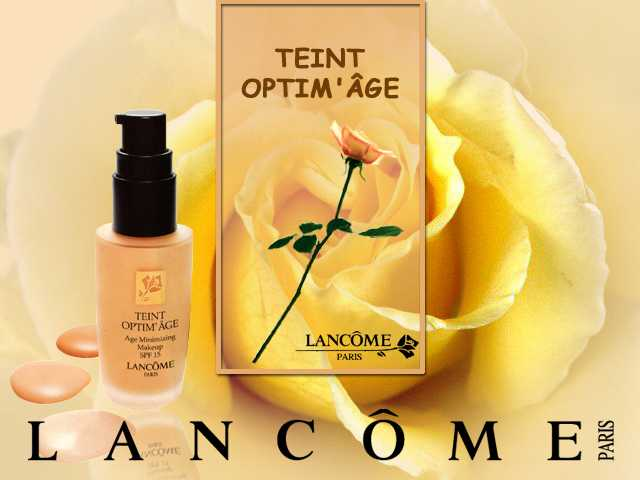 TEINT
OPTIM'ÂGE
LANCÔME
PARIS
TEINT
OPTIM'ÂGE
Age Minimizing
Makeup
SPF 15
LANCÔME
PARIS
LANCÔME PARIS